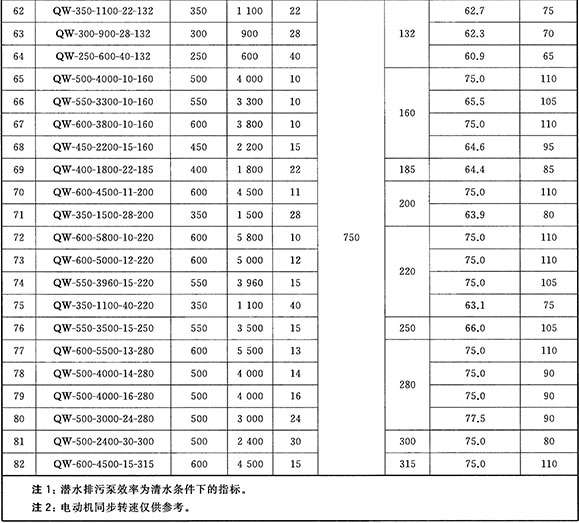 62 QW-350-1100-22-132 350 1 100 22 62.7 75
63 QW-300-900-28-132 300 900 28 132 62.3 70
64 QW-250-600-40-132 250 600 40 60.9 65
65 QW-500-4000-10-160 500 4 000 10 75.0 110
66 QW-550-3300-10-160 550 3 300 10 65.5 105
160
67 QW-600-3800-10-160 600 3 800 10 75.0 110
68 QW-450-2200-15-160 450 2 200 15 64.6 95
69 QW-400-1800-22-185 400 1 800 22 185 64.4 85
70 QW-600-4500-11-200 600 4 500 11 75.0 110
200
71 QW-350-1500-28-200 350 1 500 28 63.9 80
72 QW-600-5800-10-220 600 5 800 10 750 75.0 110
73 QW-600-5000-12-220 600 5 000 12 75.0 110
220
74 QW-550-3960-15-220 550 3 960 15 75.0 105
75 QW-350-1100-40-220 350 1 100 40 63.1 75
76 QW-550-3500-15-250 550 3 500 15 250 66.0 105
77 QW-600-5500-13-280 600 5 500 13 75.0 110
78 QW-500-4000-14-280 500 4 000 14 75.0 90
280
79 QW-500-4000-16-280 500 4 000 16 75.0 90
80 QW-500-3000-24-280 500 3 000 24 77.5 90
81 QW-500-2400-30-300 500 2 400 30 300 75.0 80
82 QW-600-4500-15-315 600 4 500 15 315 75.0 110
注1：潜水排污泵效率为清水条件下的指标。
注2：电动机同步转速仅供参考。